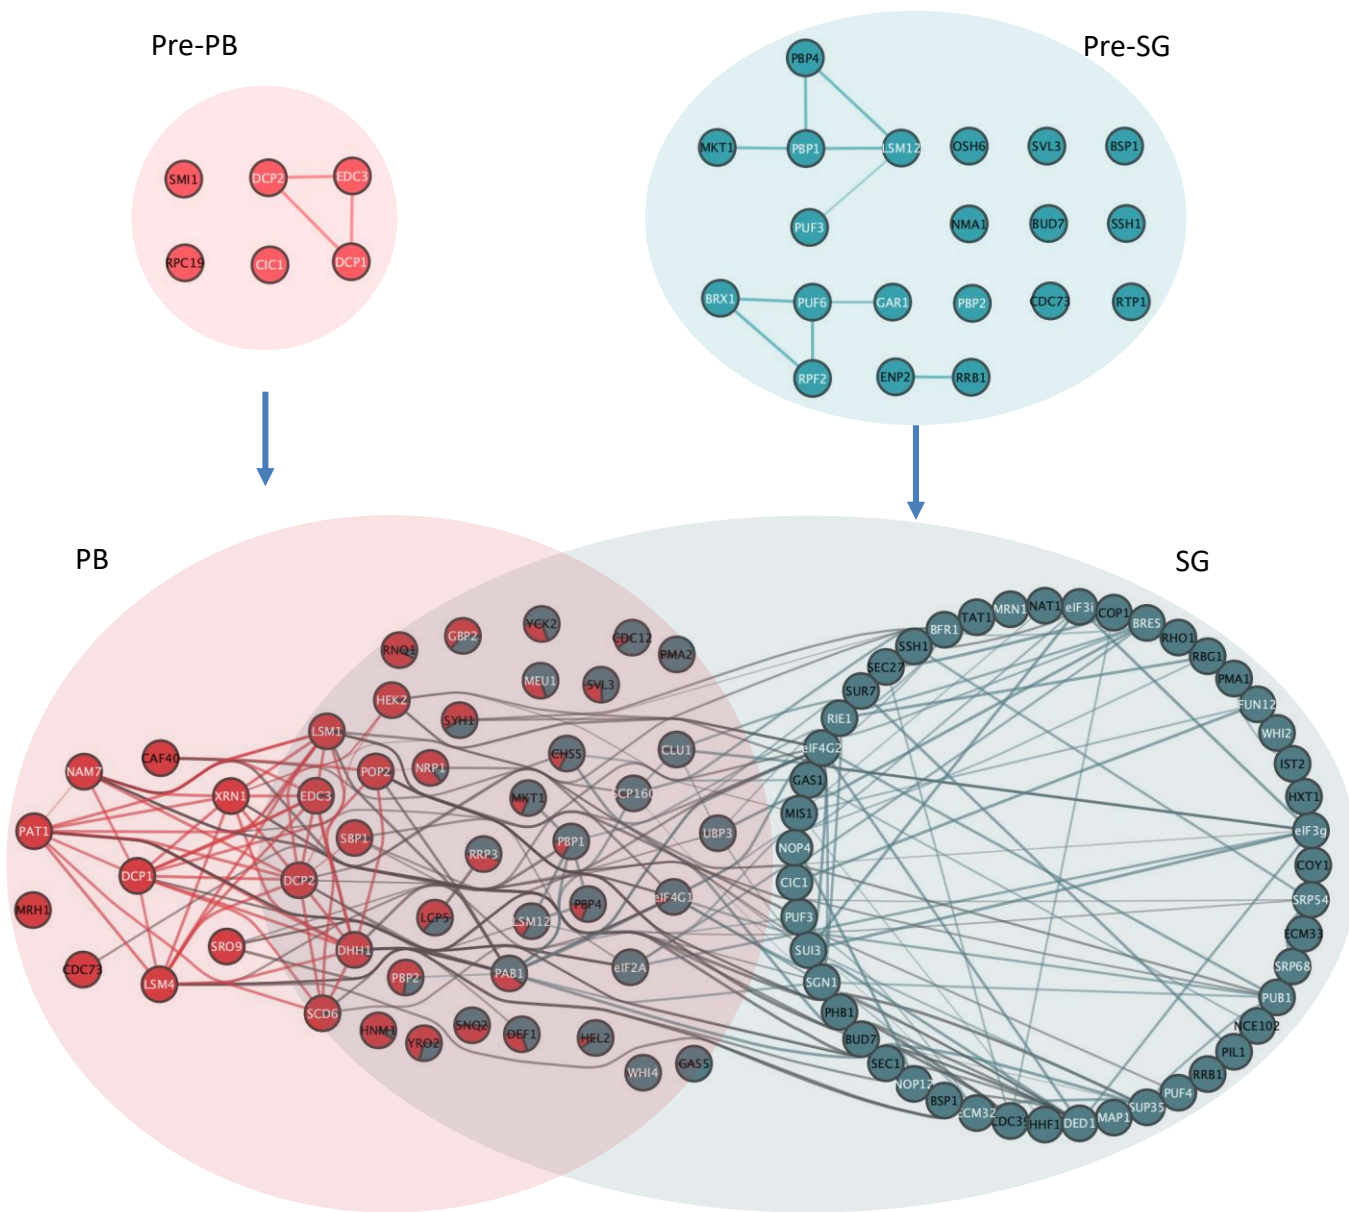 Pre-PB
Pre-SG
PBP4
MKT1
PBP1
LSM12
OSH6
SVL3
BSP1
SMI1
DCP2
EDC3
PUF3
NMA1
BUD7
SSH1
RPC19
CIC1
DCP1
BRX1
PUF6
GAR1
PBP2
CDC73
RTP1
RPF2
ENP2
RRB1
PB
SG
RNQ1
GBP2
YCK2
CDC12
PMA2
MEU1
SVL3
HEK2
SYH1
LSM1
CHS5
CLU1
CAF40
NAM7
POP2
NRP1
XRN1
EDC3
MKT1
SCP160
PAT1
SBP1
RRP3
PBP1
UBP3
DCP1
DCP2
MRH1
LCP5
LSM12
PBP4
eIF4G1
SRO9
DHH1
CDC73
LSM4
PBP2
PAB1
eIF2A
SCD6
HNM1
YRO2
SNQ2
DEF1
HEL2
WHI4
GAS5
SSH1
BFR1
TAT1
MRN1
NAT1
eIF3i
COP1
BRE5
RHO1
RBG1
PMA1
FUN12
WHI2
IST2
HXT1
eIF3g
COY1
SRP54
ECM33
SRP68
PUB1
NCE102
PIL1
RRB1
PUF4
SUP35
MAP1
DED1
HHF1
CDC39
ECM32
BSP1
NOP12
SEC1
BUD7
PHB1
SGN1
SUI3
PUF3
CIC1
NOP4
MIS1
GAS1
eIF4G2
RIE1
SUR7
SEC27